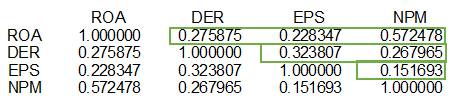 ROA DER EPS NPM
ROA 1.000000 0.275875 0.228347 0.572478
DER 0.275875 1.000000 0.323807 0.267965
EPS 0.228347 0.323807 1.000000 0.151693
NPM 0.572478 0.267965 0.151693 1.000000